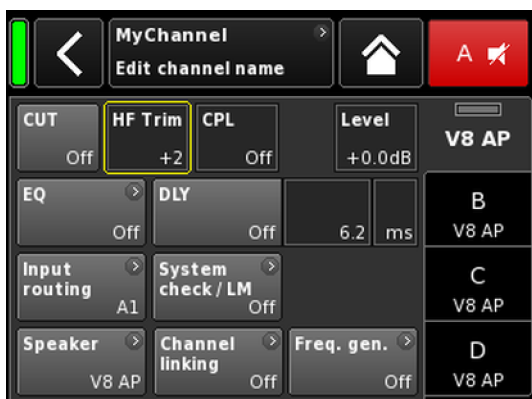 MyChannel
Edit channel name
A
CUT
Off
HF Trim
+2
CPL
Off
Level
+0.0dB
V8 AP
EQ
Off
DLY
Off
6.2
ms
B
V8 AP
Input
routing
A1
System
check / LM
Off
C
V8 AP
Speaker
V8 AP
Channel
linking
Off
Freq. gen.
Off
D
V8 AP